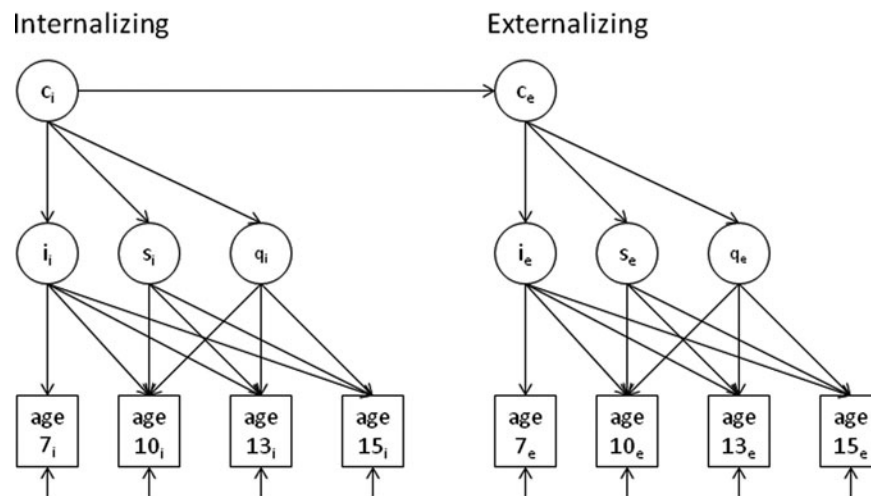 Internalizing Externalizing
cᵢ cₑ
iᵢ sᵢ qᵢ iₑ sₑ qₑ
age age age age age age age age
7ᵢ 10ᵢ 13ᵢ 15ᵢ 7ₑ 10ₑ 13ₑ 15ₑ